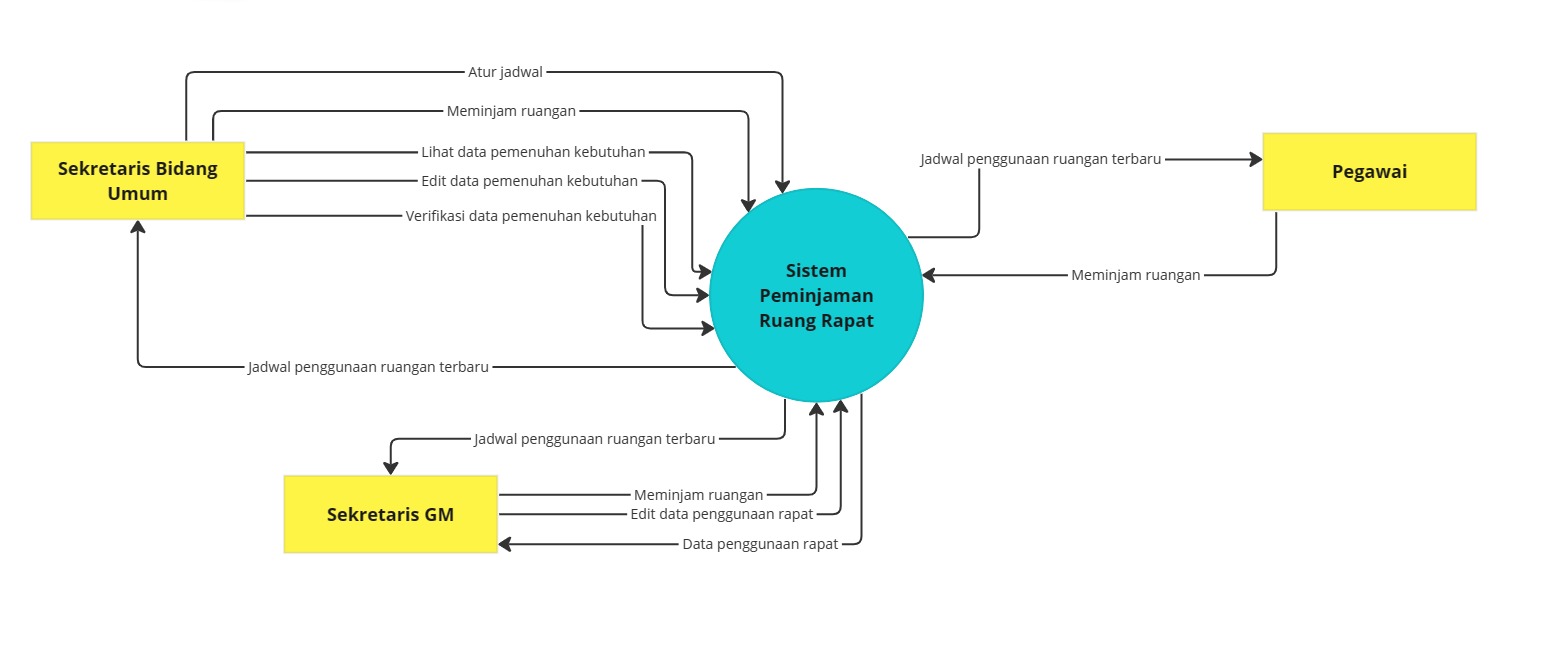 Atur jadwal
Meminjam ruangan
Lihat data pemenuhan kebutuhan
Edit data pemenuhan kebutuhan
Verifikasi data pemenuhan kebutuhan
Sekretaris Bidang
Umum
Jadwal penggunaan ruangan terbaru
Pegawai
Meminjam ruangan
Sistem
Peminjaman
Ruang Rapat
Jadwal penggunaan ruangan terbaru
Jadwal penggunaan ruangan terbaru
Sekretaris GM
Meminjam ruangan
Edit data penggunaan rapat
Data penggunaan rapat